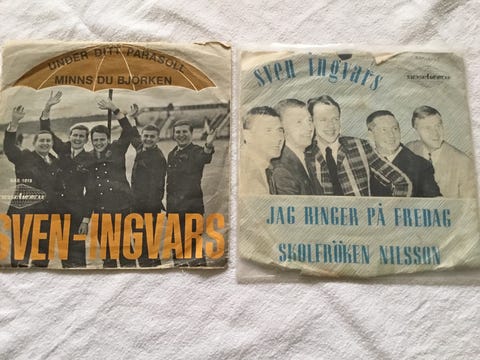 UNDER DITT PARASOLL
MINNS DU BJÖRKEN
SVEN-INGVARS
sven ingvars
JAG RINGER PÅ FREDAG
SKOLFRÖKEN NILSSON